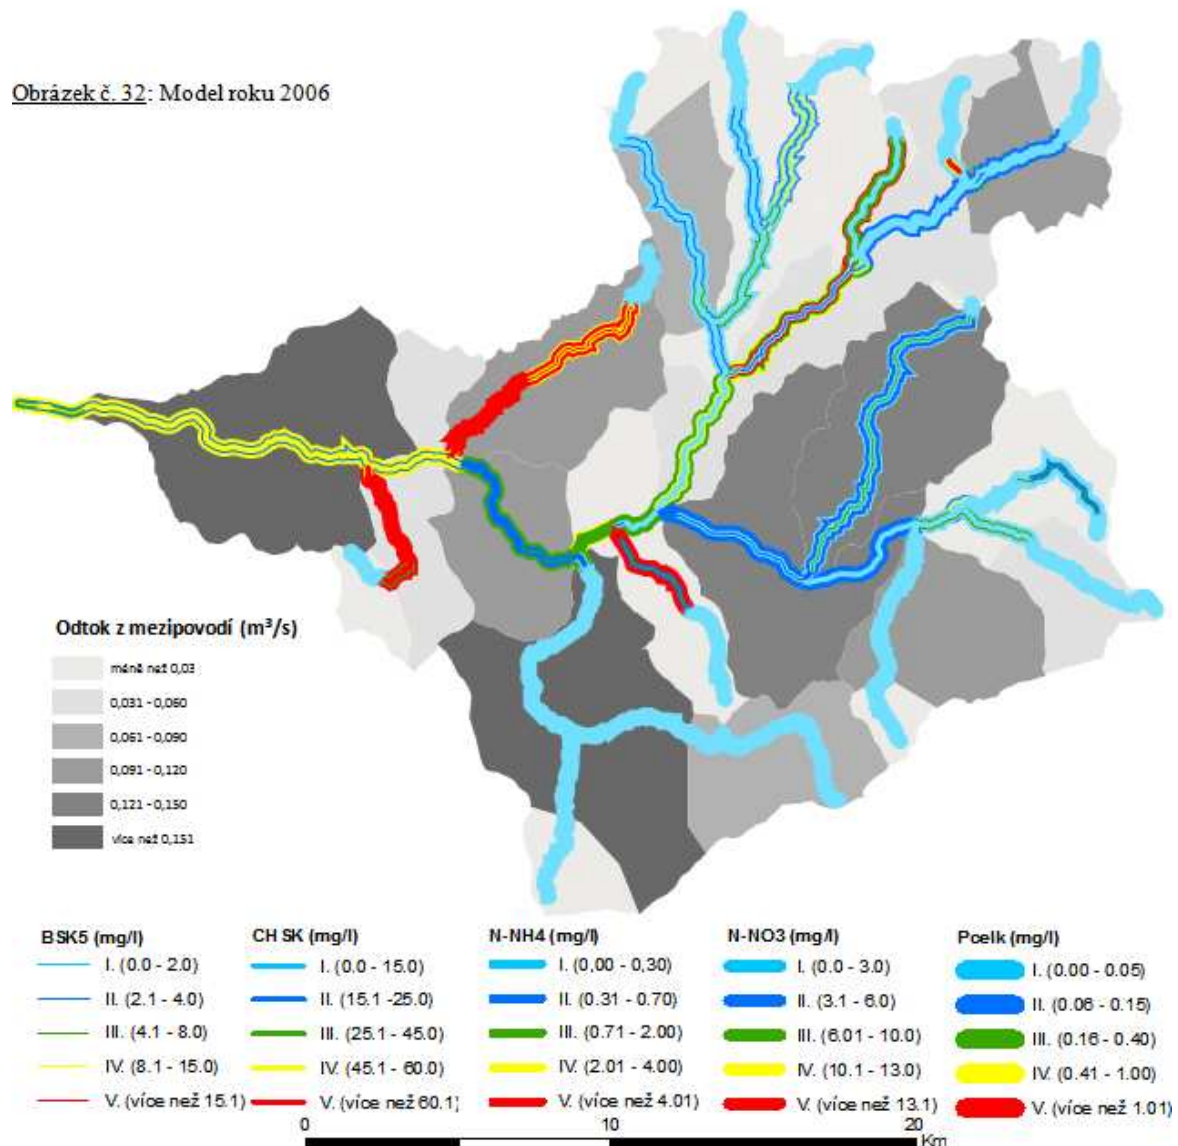 Obrázek č. 32: Model roku 2006
Odtok z mezipovodí (m³/s)
méně než 0,03
0,031 - 0,060
0,061 - 0,090
0,091 - 0,120
0,121 - 0,150
více než 0,151
BSK5 (mg/l)
I. (0.0 - 2.0)
II. (2.1 - 4.0)
III. (4.1 - 8.0)
IV. (8.1 - 15.0)
V. (více než 15.1)
CHSK (mg/l)
I. (0.0 - 15.0)
II. (15.1 -25.0)
III. (25.1 - 45.0)
IV. (45.1 - 60.0)
V. (více než 60.1)
N-NH4 (mg/l)
I. (0,00 - 0,30)
II. (0.31 - 0.70)
III. (0.71 - 2.00)
IV. (2.01 - 4.00)
V. (více než 4.01)
N-NO3 (mg/l)
I. (0.0 - 3.0)
II. (3.1 - 6.0)
III. (6.01 - 10.0)
IV. (10.1 - 13.0)
V. (více než 13.1)
Pcelk (mg/l)
I. (0.00 - 0.05)
II. (0.06 - 0.15)
III. (0.16 - 0.40)
IV. (0.41 - 1.00)
V. (více než 1.01)
0 10 20
Km